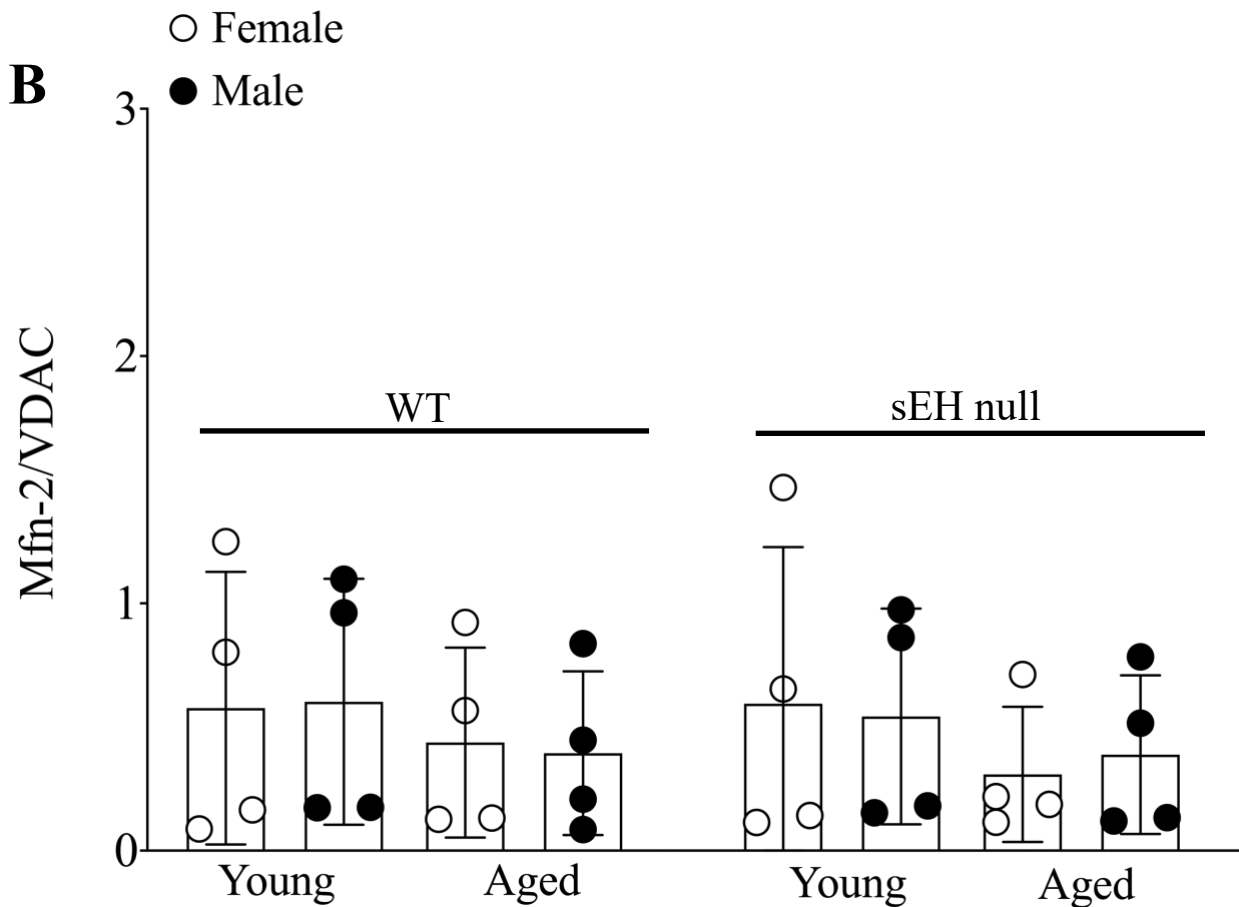 Female
B
Male
3
2
1
0
Mfn-2/VDAC
WT
sEH null
Young
Aged
Young
Aged